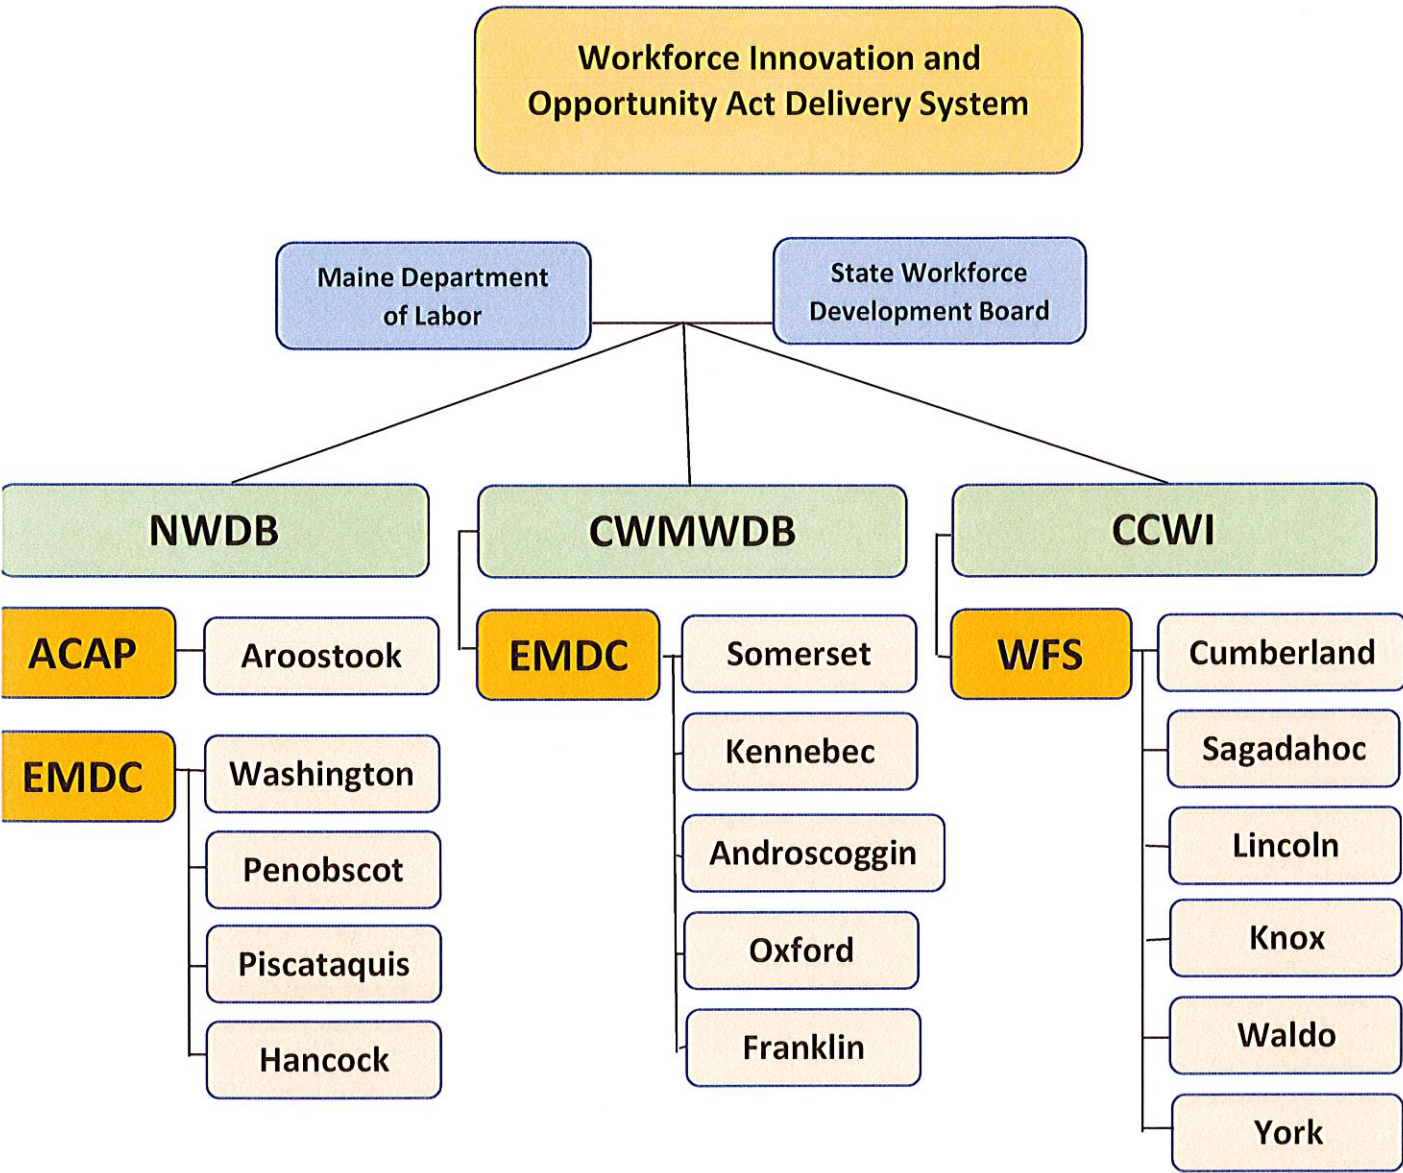 Workforce Innovation and
Opportunity Act Delivery System
Maine Department
of Labor
State Workforce
Development Board
NWDB
ACAP
Aroostook
EMDC
Washington
Penobscot
Piscataquis
Hancock
CWMWDB
EMDC
Somerset
Kennebec
Androscoggin
Oxford
Franklin
CCWI
WFS
Cumberland
Sagadahoc
Lincoln
Knox
Waldo
York